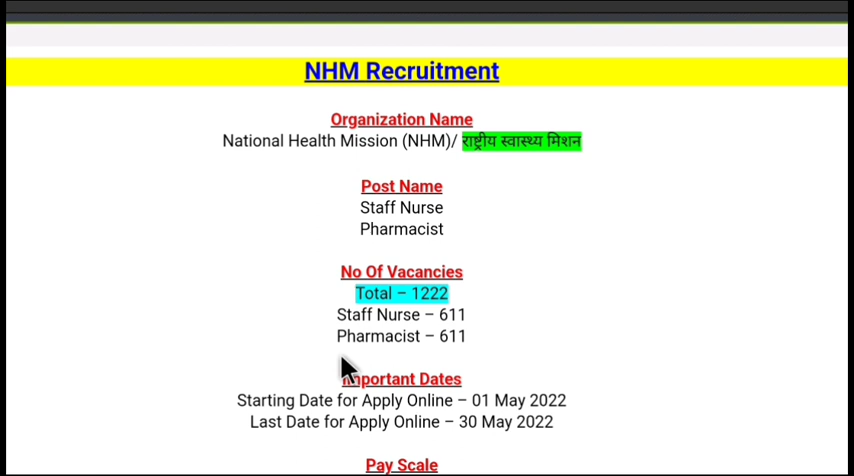 NHM Recruitment
Organization Name
National Health Mission (NHM)/ राष्ट्रीय स्वास्थ्य मिशन
Post Name
Staff Nurse
Pharmacist
No Of Vacancies
Total – 1222
Staff Nurse – 611
Pharmacist – 611
Important Dates
Starting Date for Apply Online – 01 May 2022
Last Date for Apply Online – 30 May 2022
Pay Scale